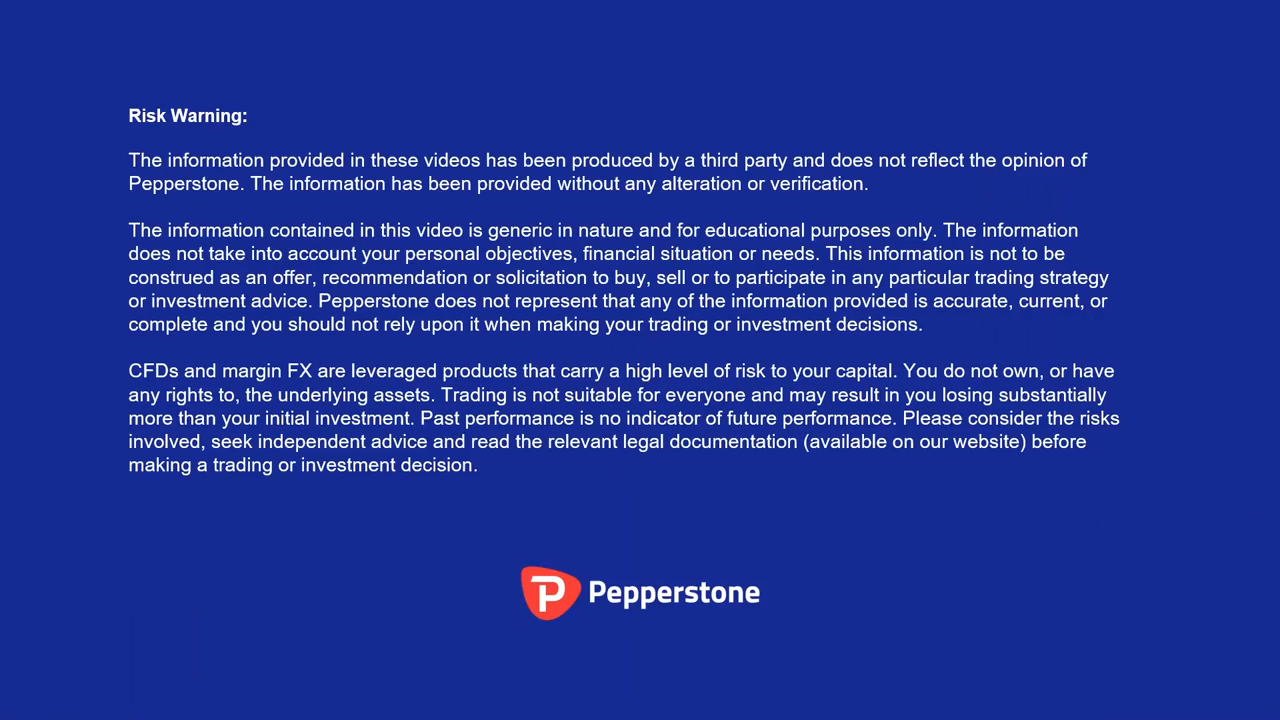 Risk Warning:
The information provided in these videos has been produced by a third party and does not reflect the opinion of
Pepperstone. The information has been provided without any alteration or verification.
The information contained in this video is generic in nature and for educational purposes only. The information
does not take into account your personal objectives, financial situation or needs. This information is not to be
construed as an offer, recommendation or solicitation to buy, sell or to participate in any particular trading strategy
or investment advice. Pepperstone does not represent that any of the information provided is accurate, current, or
complete and you should not rely upon it when making your trading or investment decisions.
CFDs and margin FX are leveraged products that carry a high level of risk to your capital. You do not own, or have
any rights to, the underlying assets. Trading is not suitable for everyone and may result in you losing substantially
more than your initial investment. Past performance is no indicator of future performance. Please consider the risks
involved, seek independent advice and read the relevant legal documentation (available on our website) before
making a trading or investment decision.
P Pepperstone